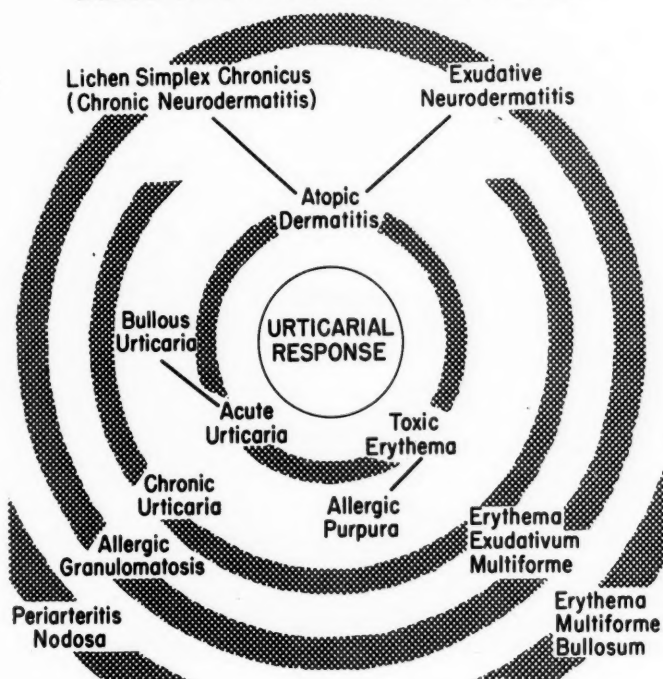 Lichen Simplex Chronicus
(Chronic Neurodermatitis)
Exudative
Neurodermatitis
Atopic
Dermatitis
Bullous
Urticaria
URTICARIAL
RESPONSE
Acute
Urticaria
Toxic
Erythema
Chronic
Urticaria
Allergic
Purpura
Allergic
Granulomatosis
Erythema
Exudativum
Multiforme
Periarteritis
Nodosa
Erythema
Multiforme
Bullosum